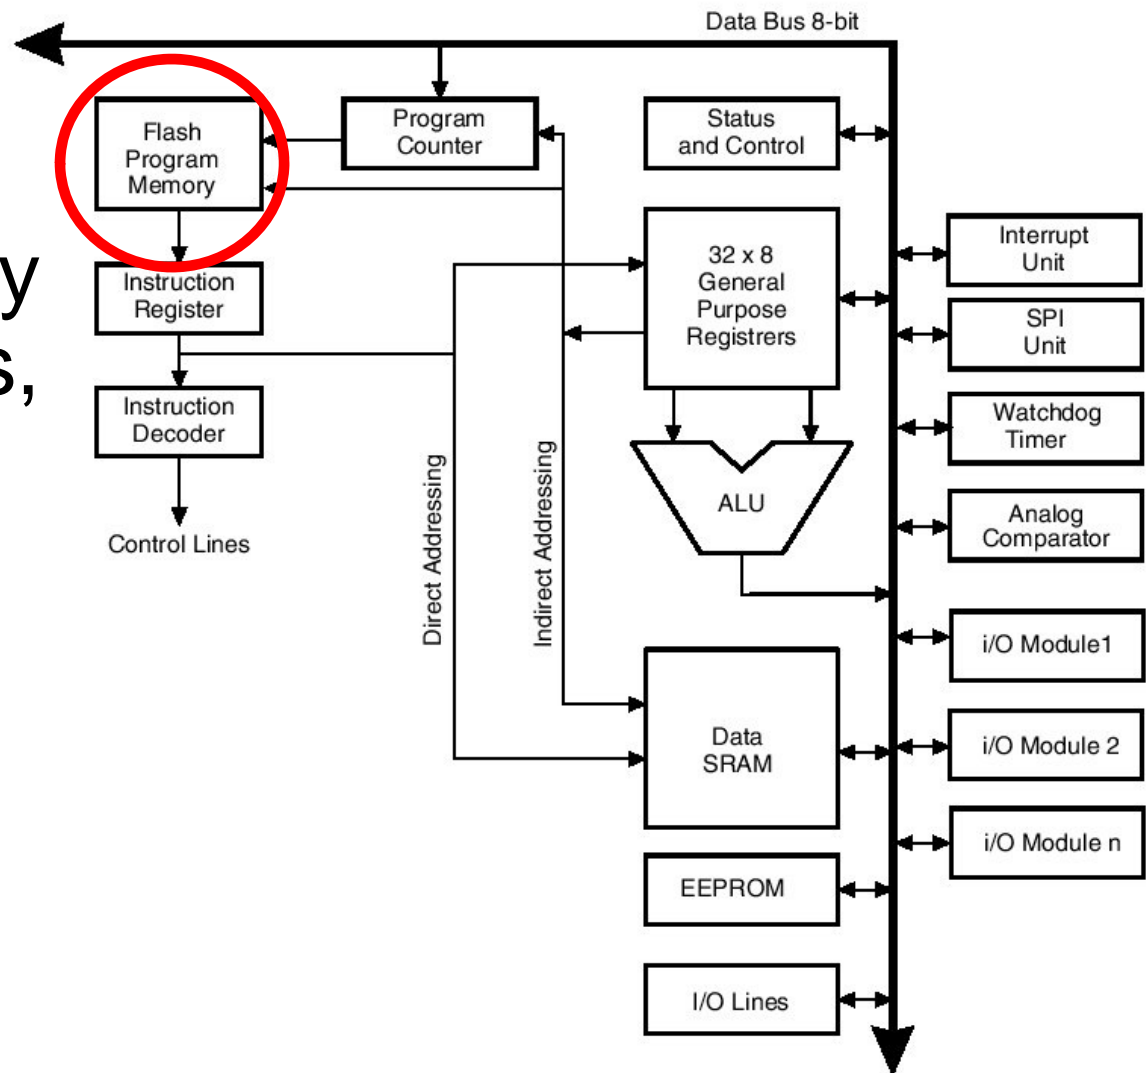 Data Bus 8-bit
Flash
Program
Memory
Program
Counter
Status
and Control
y
s,
Instruction
Register
32 x 8
General
Purpose
Registrers
Interrupt
Unit
SPI
Unit
Instruction
Decoder
Watchdog
Timer
Control Lines
Direct Addressing
Indirect Addressing
ALU
Analog
Comparator
i/O Module1
Data
SRAM
i/O Module 2
i/O Module n
EEPROM
I/O Lines